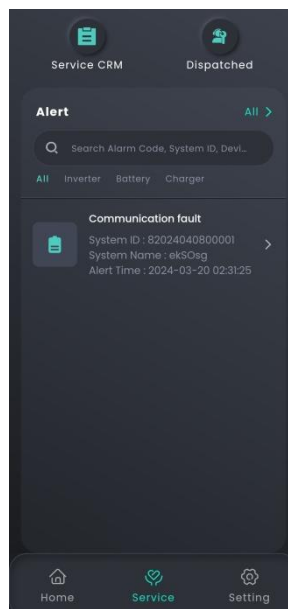 Service CRM
Dispatched
Alert
All >
Search Alarm Code, System ID, Devi...
All Inverter Battery Charger
Communication fault
System ID : 82024040800001
System Name : ekSOsg
Alert Time : 2024-03-20 02:31:25
Home
Service
Setting